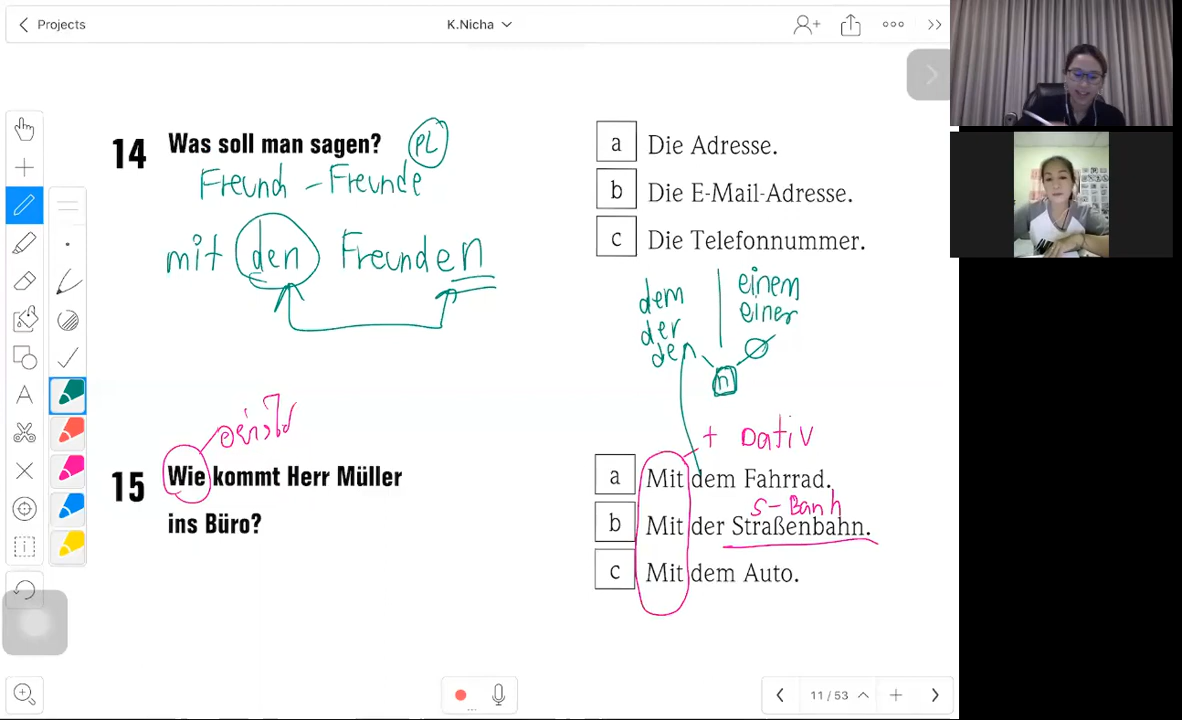 Projects
K.Nicha
14
Was soll man sagen?
PL
Freund – Freunde
mit den Freunden
a
Die Adresse.
b
Die E-Mail-Adresse.
c
Die Telefonnummer.
dem
der
den
einem
einer
n
15
Wie kommt Herr Müller
ins Büro?
+ Dativ
a
Mit dem Fahrrad.
S-Banh
b
Mit der Straßenbahn.
c
Mit dem Auto.
A
11 / 53